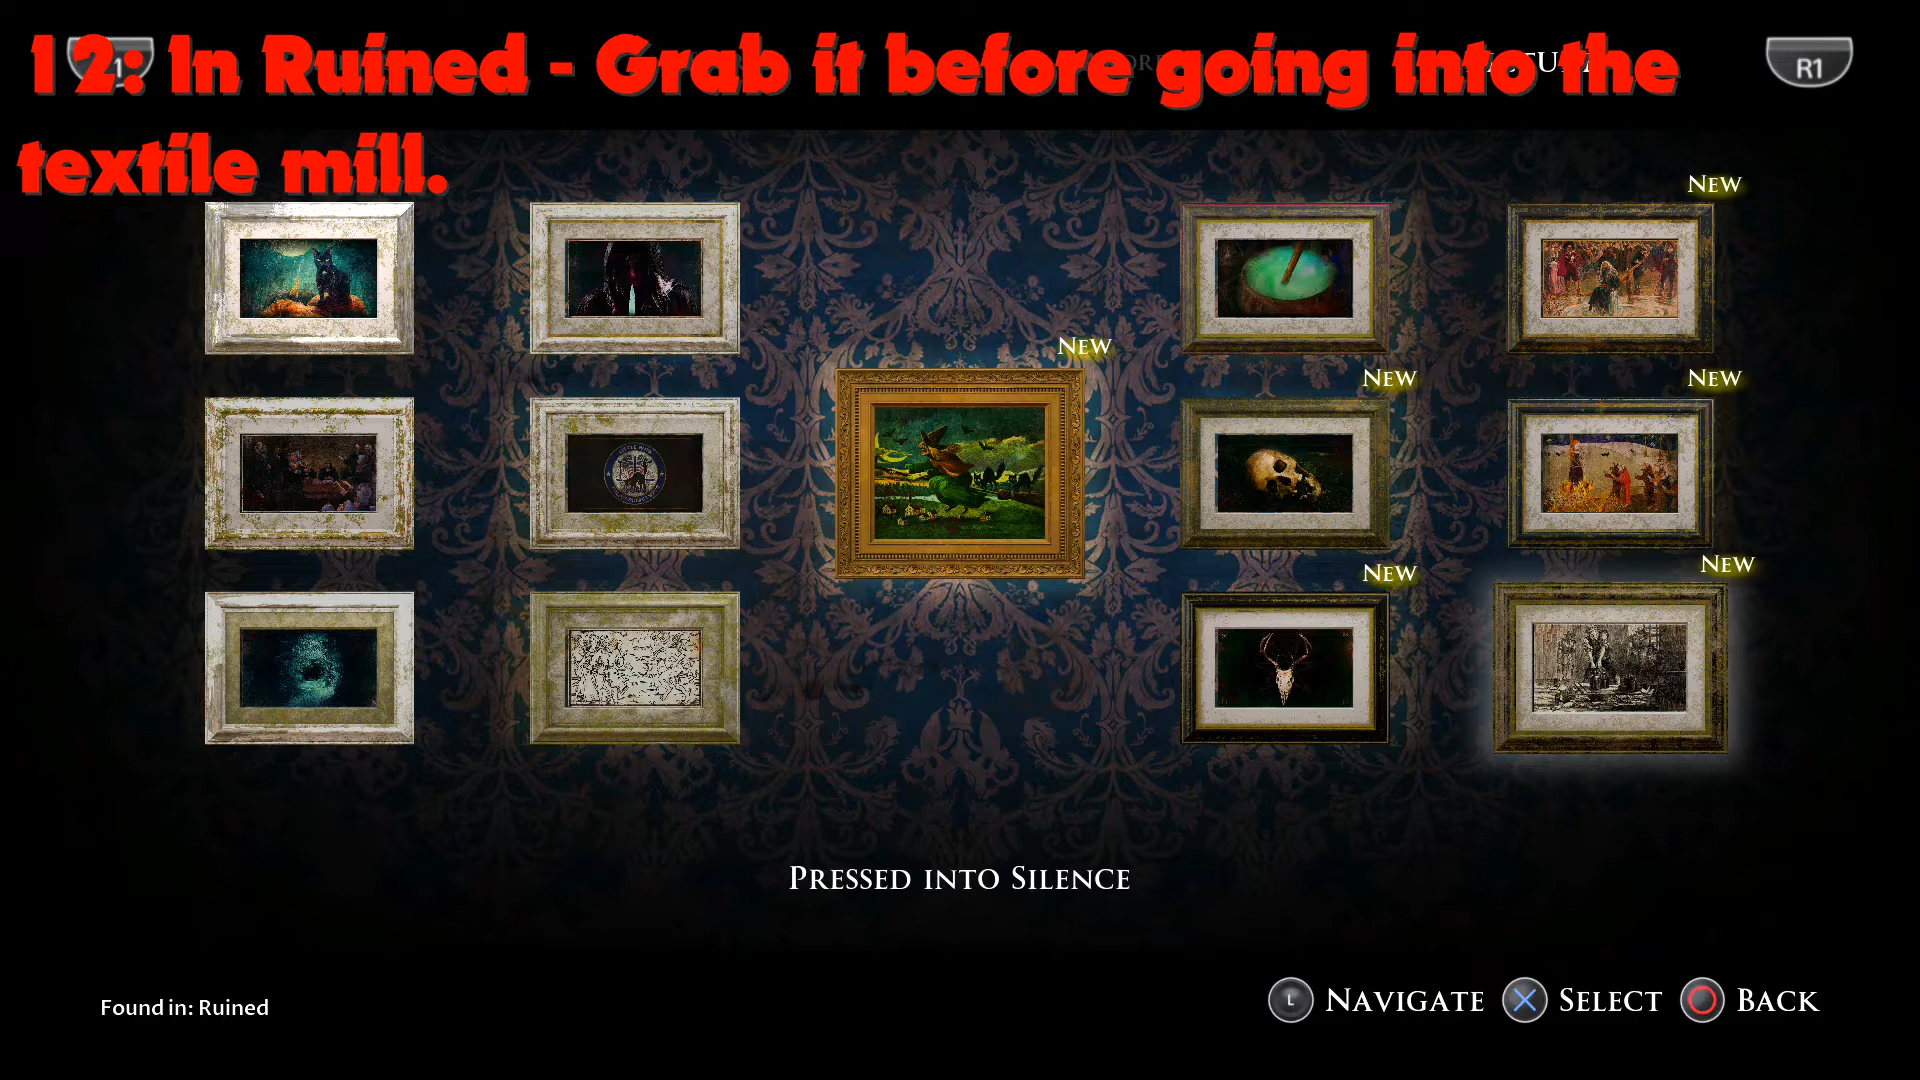 12: In Ruined - Grab it before going into the
textile mill.
R1
New
New
New
New
New
New
Pressed into Silence
Found in: Ruined
L Navigate Select Back